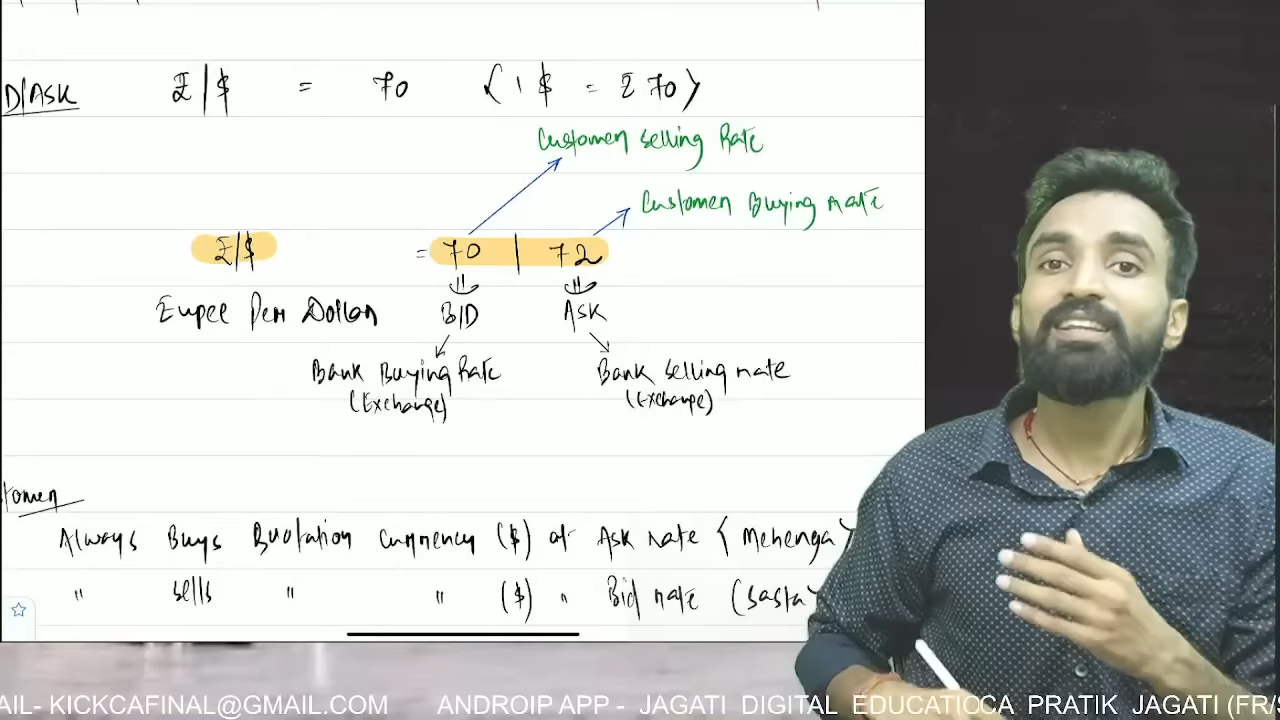 D/ASK ₹|$ = 70 { 1 $ = ₹ 70 }
Customer Selling Rate
Customer Buying rate
₹|$ = 70 | 72
Rupee Per Dollar BID ASK
Bank Buying Rate Bank Selling rate
(Exchange) (Exchange)
tomer
Always Buys Quotation Currency ($) at Ask rate { Mehenga }
" sells " " ($) " Bid rate (Sasta)
AIL- KICKCAFINAL@GMAIL.COM ANDROIP APP - JAGATI DIGITAL EDUCATIOCA PRATIK JAGATI (FR/S